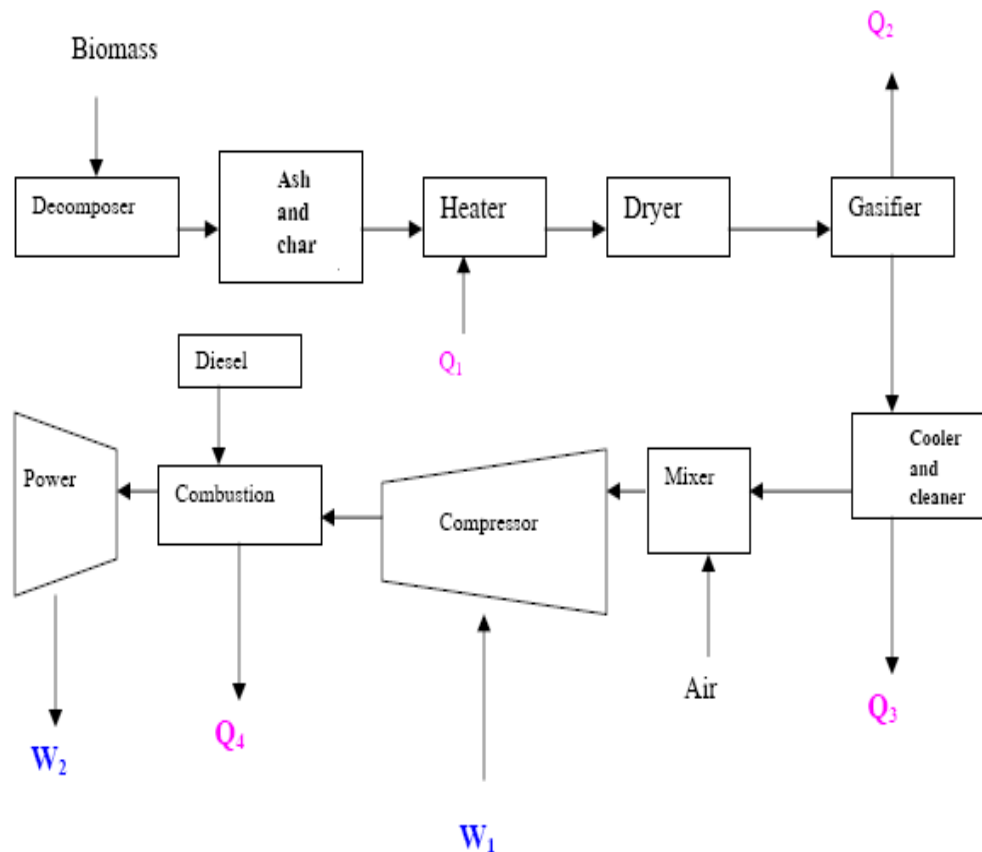 Q₂
Biomass
Decomposer
Ash
and
char
Heater
Dryer
Gasifier
Q₁
Diesel
Power
Combustion
Compressor
Mixer
Cooler
and
cleaner
Air
Q₃
Q₄
W₂
W₁